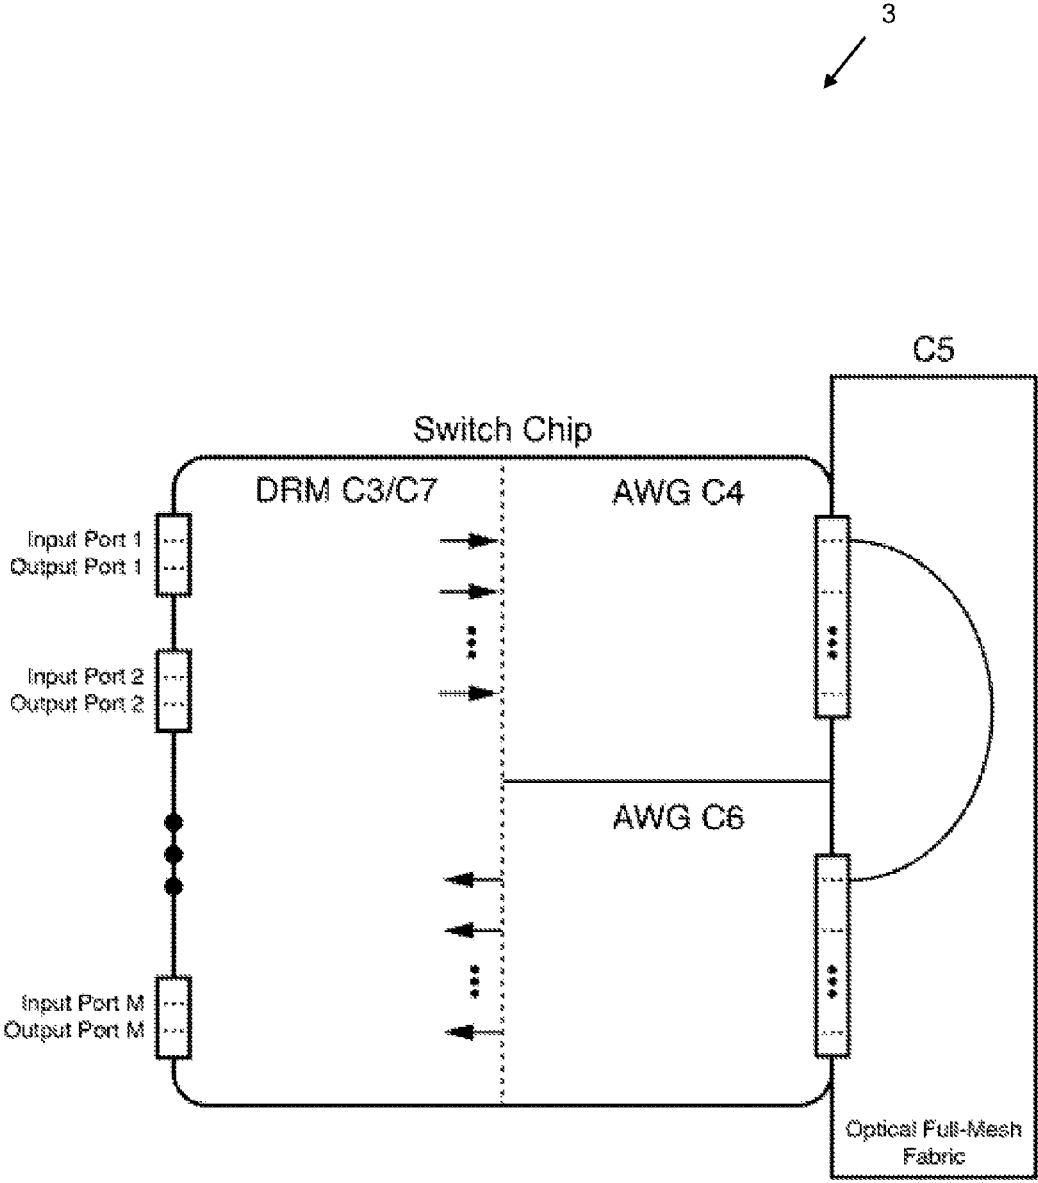 3
C5
Switch Chip
DRM C3/C7
AWG C4
Input Port 1
Output Port 1
Input Port 2
Output Port 2
AWG C6
Input Port M
Output Port M
Optical Full-Mesh
Fabric